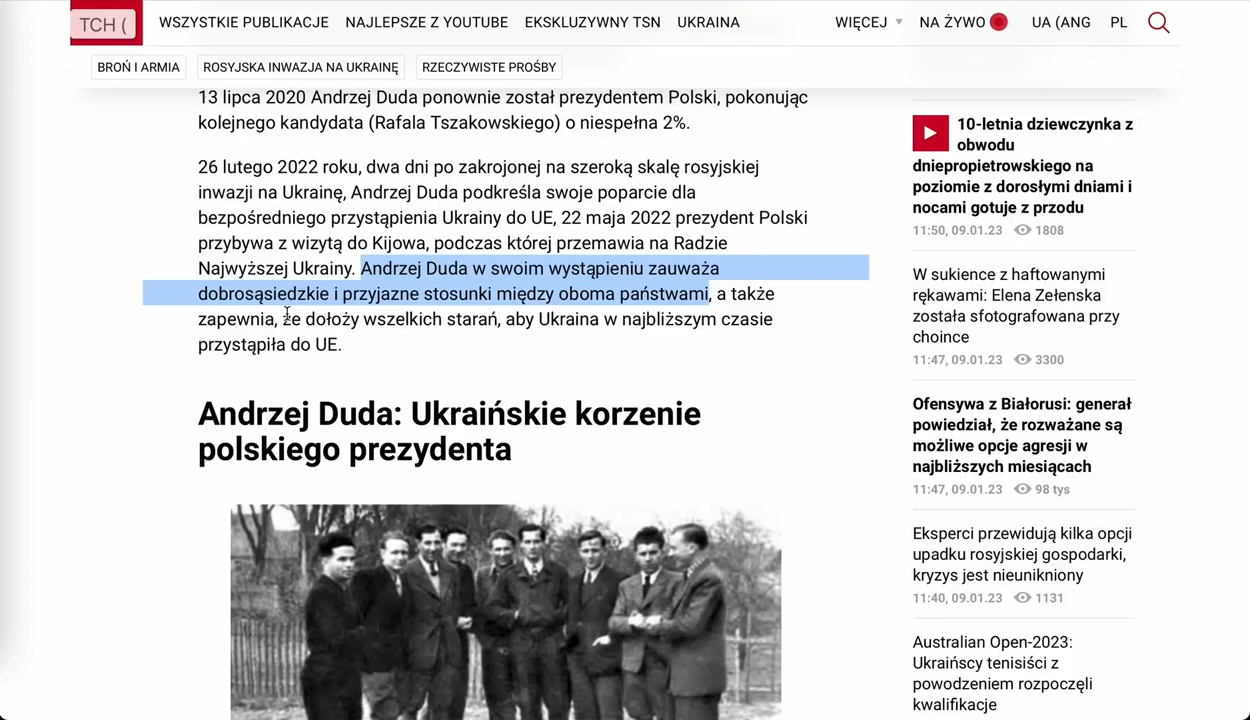 ТСН (
WSZYSTKIE PUBLIKACJE NAJLEPSZE Z YOUTUBE EKSKLUZYWNY TSN UKRAINA WIĘCEJ NA ŻYWO UA (ANG PL
BROŃ I ARMIA ROSYJSKA INWAZJA NA UKRAINĘ RZECZYWISTE PROŚBY
13 lipca 2020 Andrzej Duda ponownie został prezydentem Polski, pokonując
kolejnego kandydata (Rafala Tszakowskiego) o niespełna 2%.
26 lutego 2022 roku, dwa dni po zakrojonej na szeroką skalę rosyjskiej
inwazji na Ukrainę, Andrzej Duda podkreśla swoje poparcie dla
bezpośredniego przystąpienia Ukrainy do UE, 22 maja 2022 prezydent Polski
przybywa z wizytą do Kijowa, podczas której przemawia na Radzie
Najwyższej Ukrainy. Andrzej Duda w swoim wystąpieniu zauważa
dobrosąsiedzkie i przyjazne stosunki między oboma państwami, a także
zapewnia, że dołoży wszelkich starań, aby Ukraina w najbliższym czasie
przystąpiła do UE.
Andrzej Duda: Ukraińskie korzenie
polskiego prezydenta
10-letnia dziewczynka z
obwodu
dniepropietrowskiego na
poziomie z dorosłymi dniami i
nocami gotuje z przodu
11:50, 09.01.23 1808
W sukience z haftowanymi
rękawami: Elena Zełenska
została sfotografowana przy
choince
11:47, 09.01.23 3300
Ofensywa z Białorusi: generał
powiedział, że rozważane są
możliwe opcje agresji w
najbliższych miesiącach
11:47, 09.01.23 98 tys
Eksperci przewidują kilka opcji
upadku rosyjskiej gospodarki,
kryzys jest nieunikniony
11:40, 09.01.23 1131
Australian Open-2023:
Ukraińscy tenisiści z
powodzeniem rozpoczęli
kwalifikacje